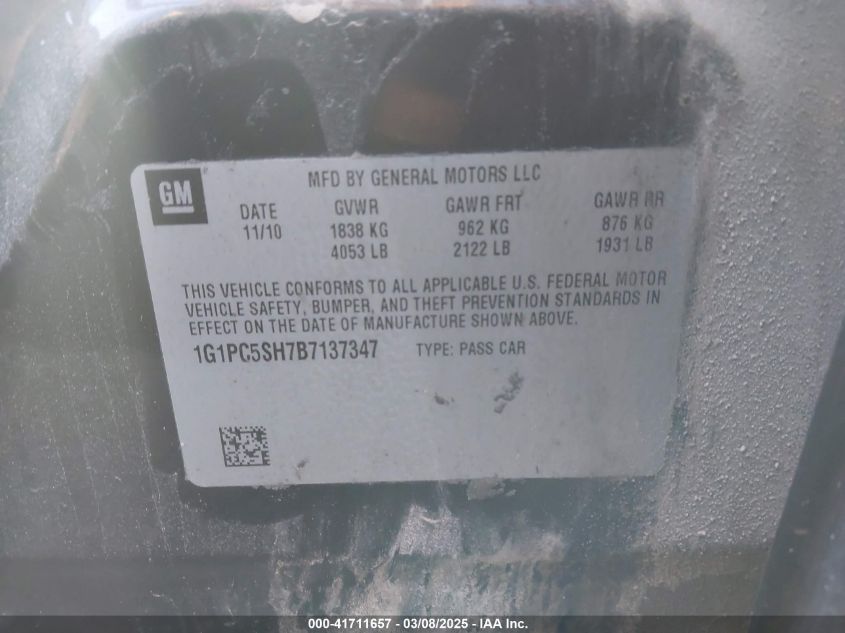 GM
MFD BY GENERAL MOTORS LLC
DATE GVWR GAWR FRT GAWR RR
11/10 1838 KG 962 KG 876 KG
4053 LB 2122 LB 1931 LB
THIS VEHICLE CONFORMS TO ALL APPLICABLE U.S. FEDERAL MOTOR
VEHICLE SAFETY, BUMPER, AND THEFT PREVENTION STANDARDS IN
EFFECT ON THE DATE OF MANUFACTURE SHOWN ABOVE.
1G1PC5SH7B7137347 TYPE: PASS CAR
000-41711657 - 03/08/2025 - IAA Inc.